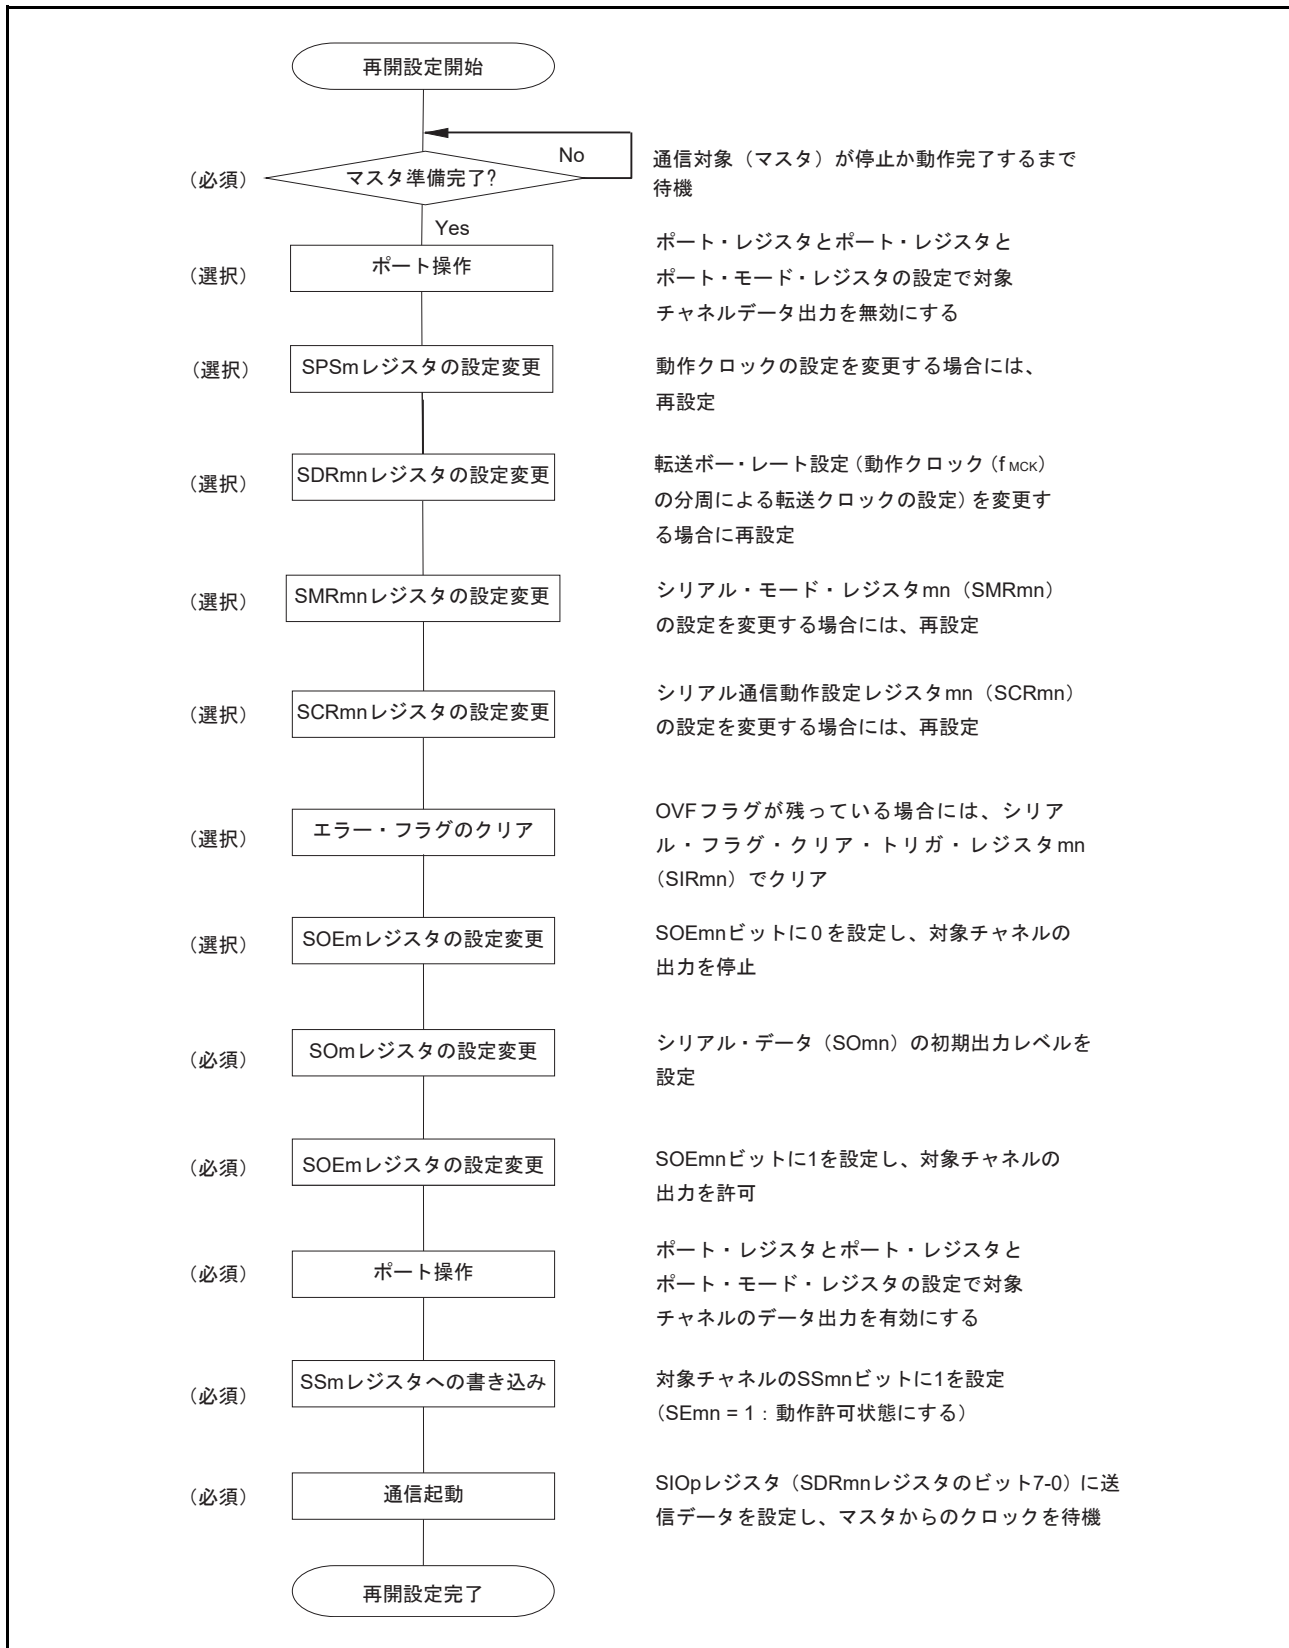 再開設定開始
No
(必須)
マスタ準備完了?
通信対象(マスタ)が停止か動作完了するまで
待機
Yes
(選択)
ポート操作
ポート・レジスタとポート・レジスタと
ポート・モード・レジスタの設定で対象
チャネルデータ出力を無効にする
(選択)
SPSmレジスタの設定変更
動作クロックの設定を変更する場合には、
再設定
(選択)
SDRmnレジスタの設定変更
転送ボー・レート設定(動作クロック(fMCK)
の分周による転送クロックの設定)を変更す
る場合に再設定
(選択)
SMRmnレジスタの設定変更
シリアル・モード・レジスタmn(SMRmn)
の設定を変更する場合には、再設定
(選択)
SCRmnレジスタの設定変更
シリアル通信動作設定レジスタmn(SCRmn)
の設定を変更する場合には、再設定
(選択)
エラー・フラグのクリア
OVFフラグが残っている場合には、シリア
ル・フラグ・クリア・トリガ・レジスタmn
(SIRmn)でクリア
(選択)
SOEmレジスタの設定変更
SOEmnビットに0を設定し、対象チャネルの
出力を停止
(必須)
SOmレジスタの設定変更
シリアル・データ(SOmn)の初期出力レベルを
設定
(必須)
SOEmレジスタの設定変更
SOEmnビットに1を設定し、対象チャネルの
出力を許可
(必須)
ポート操作
ポート・レジスタとポート・レジスタと
ポート・モード・レジスタの設定で対象
チャネルのデータ出力を有効にする
(必須)
SSmレジスタへの書き込み
対象チャネルのSSmnビットに1を設定
(SEmn = 1:動作許可状態にする)
(必須)
通信起動
SIOpレジスタ(SDRmnレジスタのビット7-0)に送
信データを設定し、マスタからのクロックを待機
再開設定完了